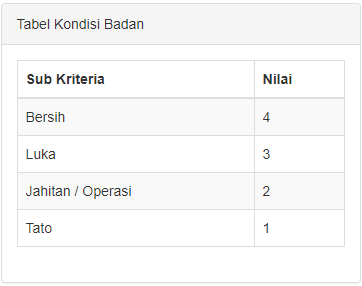 Tabel Kondisi Badan
Sub Kriteria Nilai
Bersih 4
Luka 3
Jahitan / Operasi 2
Tato 1